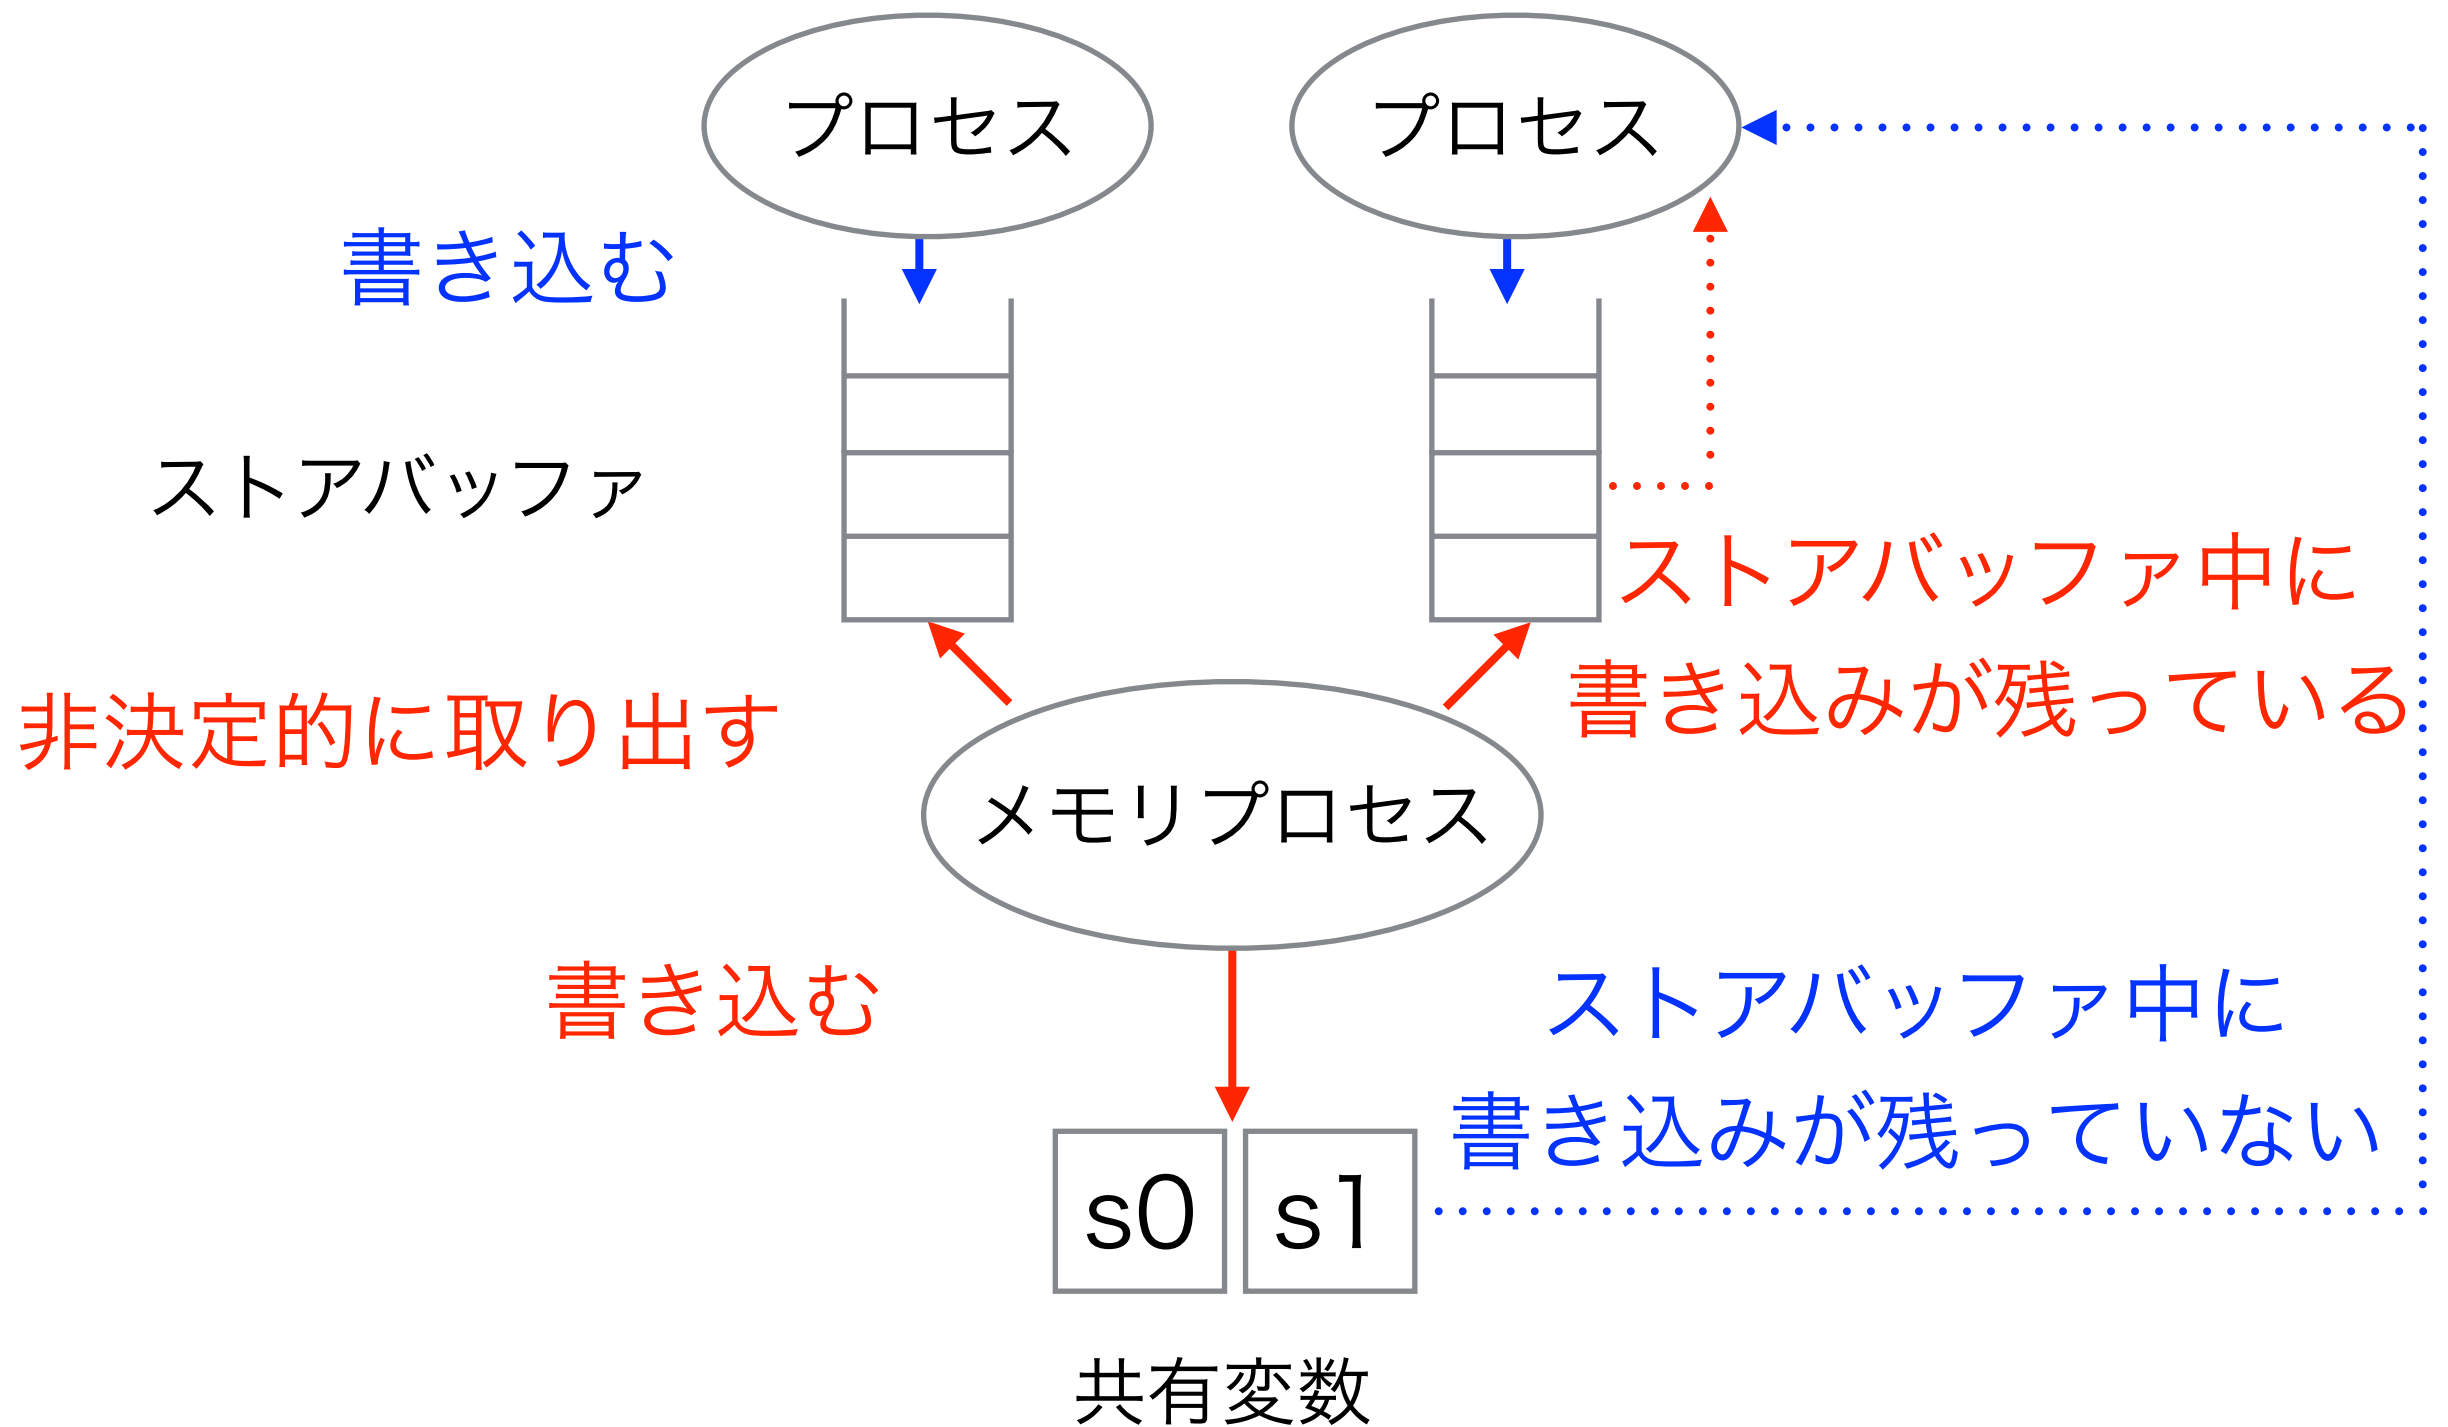 プロセス
プロセス
書き込む
ストアバッファ
ストアバッファ中に
書き込みが残っている
非決定的に取り出す
メモリプロセス
書き込む
ストアバッファ中に
書き込みが残っていない
s0
s1
共有変数